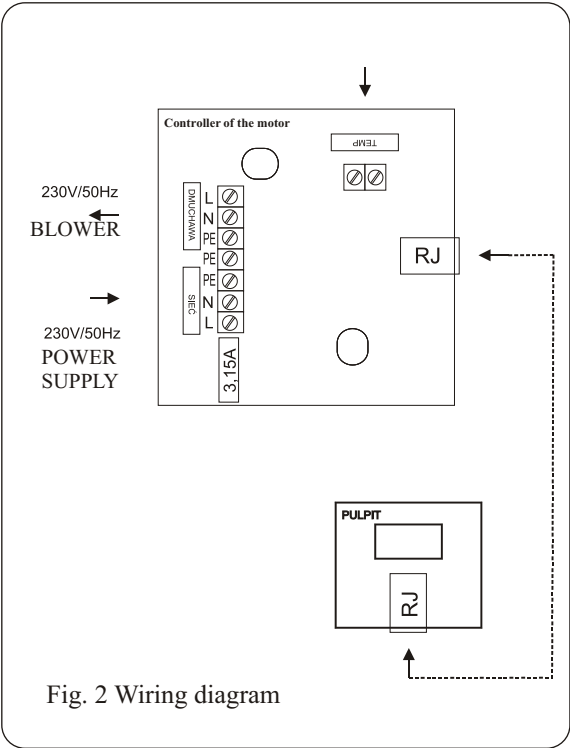 Controller of the motor
TEMP
230V/50Hz
BLOWER
DMUCHAWA
L
N
PE
PE
PE
N
L
SIEĆ
230V/50Hz
POWER
SUPPLY
3,15A
RJ
PULPIT
RJ
Fig. 2 Wiring diagram